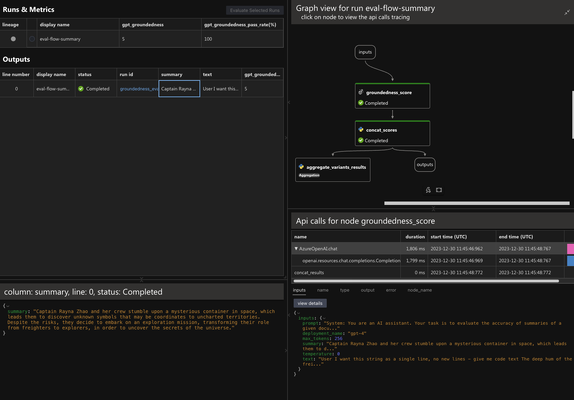 Runs & Metrics
Evaluate Selected Runs
lineage display name gpt_groundedness gpt_groundedness_pass_rate(%)
eval-flow-summary 5 100
Outputs
line number display name status run id summary text gpt_grounded...
0 eval-flow-sum... Completed groundedness_eva Captain Rayna ... User I want this... 5
column: summary, line: 0, status: Completed
{
summary: "Captain Rayna Zhao and her crew stumble upon a mysterious container in space, which
leads them to discover unknown symbols that may be coordinates to uncharted territories.
Despite the risks, they decide to embark on an exploration mission, transforming their role
from freighters to explorers, in order to uncover the secrets of the universe."
}
Graph view for run eval-flow-summary
click on node to view the api calls tracing
inputs
groundedness_score
Completed
concat_scores
Completed
aggregate_variants_results
Aggregation
outputs
Api calls for node groundedness_score
name duration start time (UTC) end time (UTC)
▼ AzureOpenAI.chat 1,806 ms 2023-12-30 11:45:46.962 2023-12-30 11:45:48.767
openai.resources.chat.completions.Completion 1,799 ms 2023-12-30 11:45:46.969 2023-12-30 11:45:48.767
concat_results 0 ms 2023-12-30 11:45:48.772 2023-12-30 11:45:48.772
inputs name type output error node_name
view details
{
inputs: {
prompt: "System: You are an AI assistant. Your task is to evaluate the accuracy of summaries of a
given docu..."
deployment_name: "gpt-4"
max_tokens: 256
summary: "Captain Rayna Zhao and her crew stumble upon a mysterious container in space, which leads
them to d..."
temperature: 0
text: "User I want this string as a single line, no new lines - give me code text The deep hum of the
frei..."
}
}